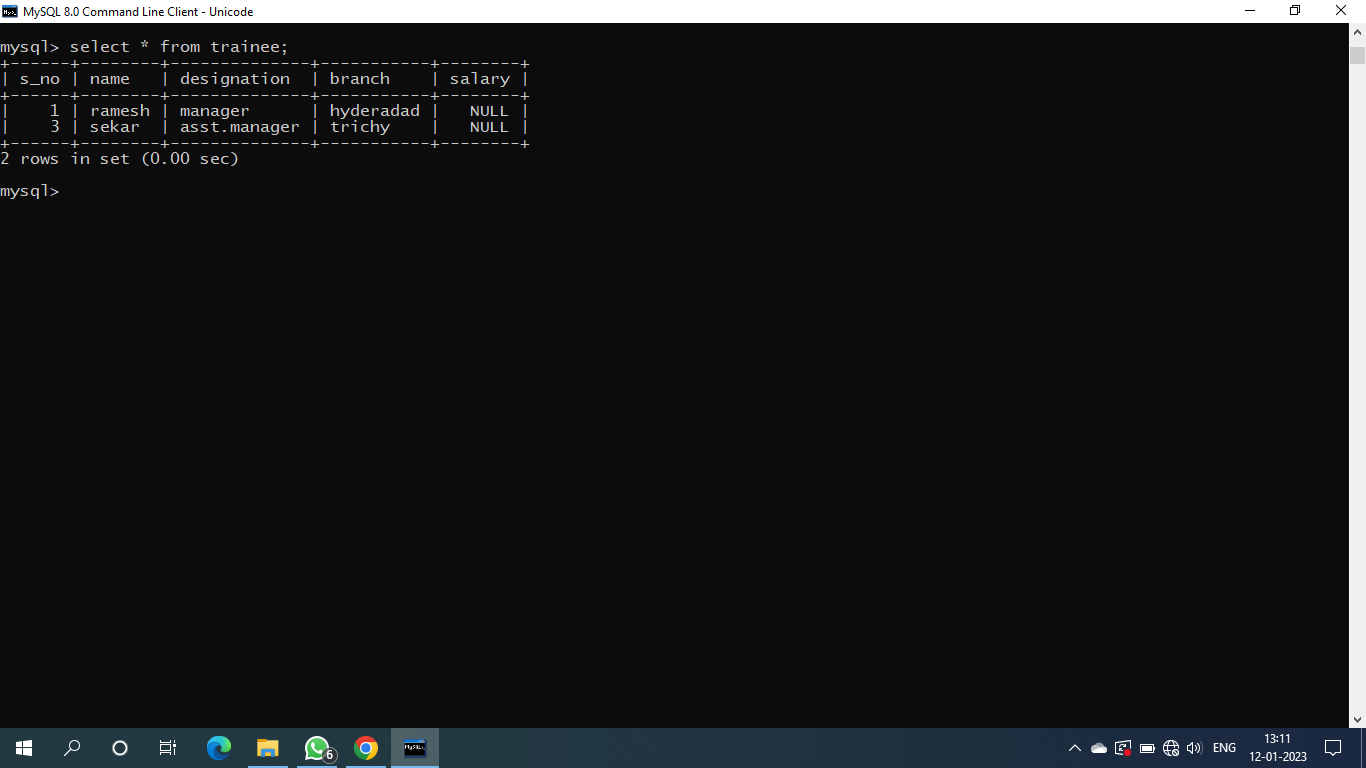 MySQL 8.0 Command Line Client - Unicode
mysql> select * from trainee;
+------+--------+--------------+-----------+--------+
| s_no | name   | designation  | branch    | salary |
+------+--------+--------------+-----------+--------+
|    1 | ramesh | manager      | hyderadad |   NULL |
|    3 | sekar  | asst.manager | trichy    |   NULL |
+------+--------+--------------+-----------+--------+
2 rows in set (0.00 sec)
mysql>
6
ENG
13:11
12-01-2023